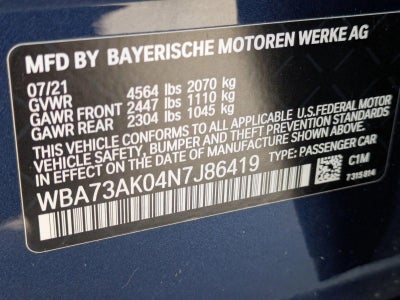 MFD BY BAYERISCHE MOTOREN WERKE AG
07/21
GVWR 4564 lbs 2070 kg
GAWR FRONT 2447 lbs 1110 kg
GAWR REAR 2304 lbs 1045 kg
THIS VEHICLE CONFORMS TO ALL APPLICABLE U.S.FEDERAL MOTOR
VEHICLE SAFETY, BUMPER, AND THEFT PREVENTION STANDARDS IN
EFFECT ON THE DATE OF MANUFACTURE SHOWN ABOVE.
WBA73AK04N7J86419 TYPE: PASSENGER CAR
C1M
7315914